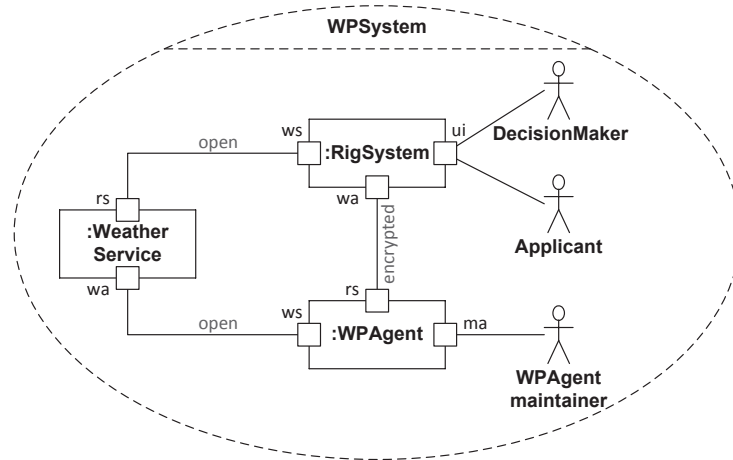 WPSystem
ws
ui
open
:RigSystem
DecisionMaker
rs
wa
:Weather
Service
Applicant
encrypted
wa
rs
ws
ma
open
:WPAgent
WPAgent
maintainer